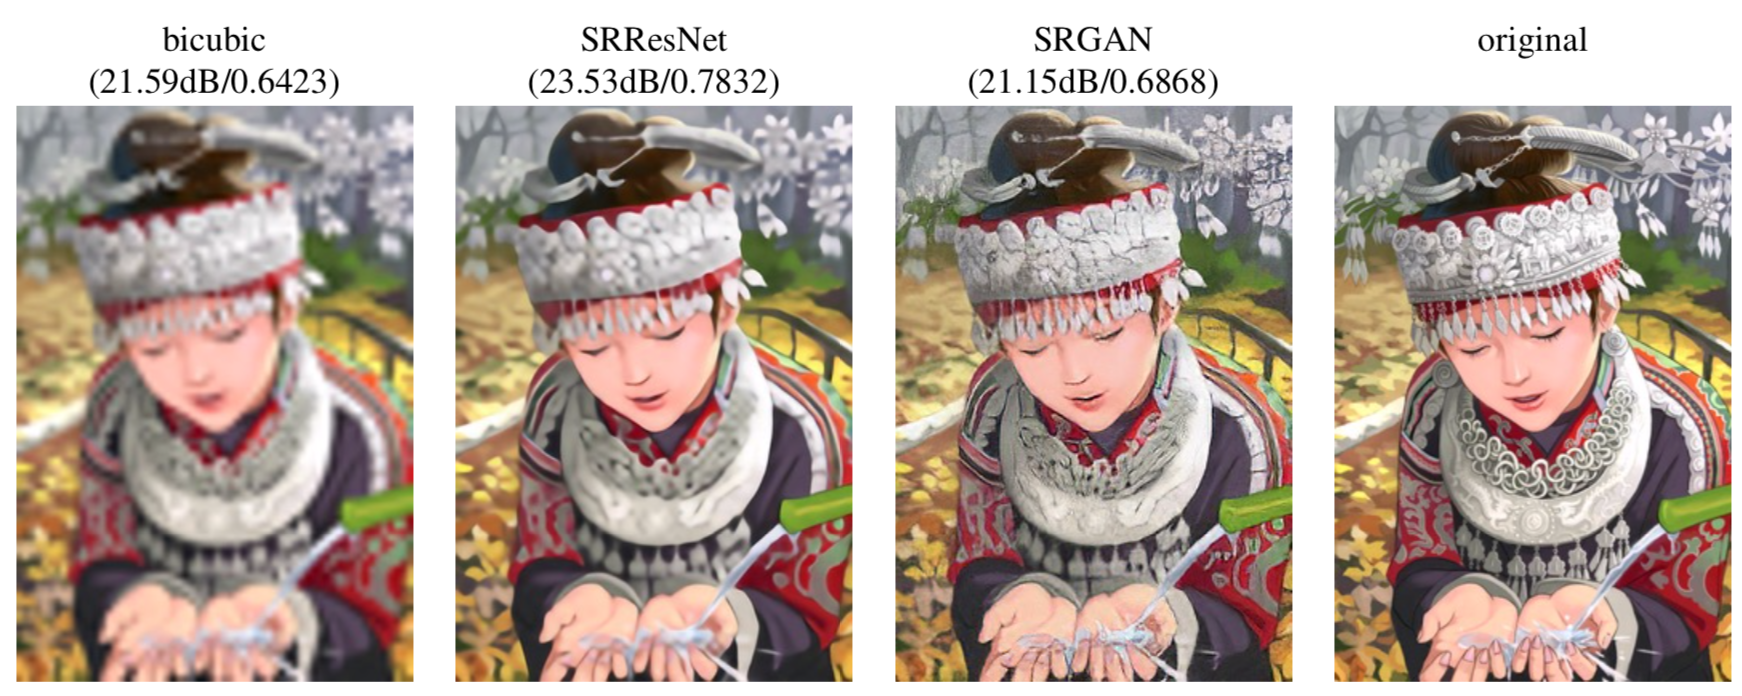 bicubic
(21.59dB/0.6423)
SRResNet
(23.53dB/0.7832)
SRGAN
(21.15dB/0.6868)
original